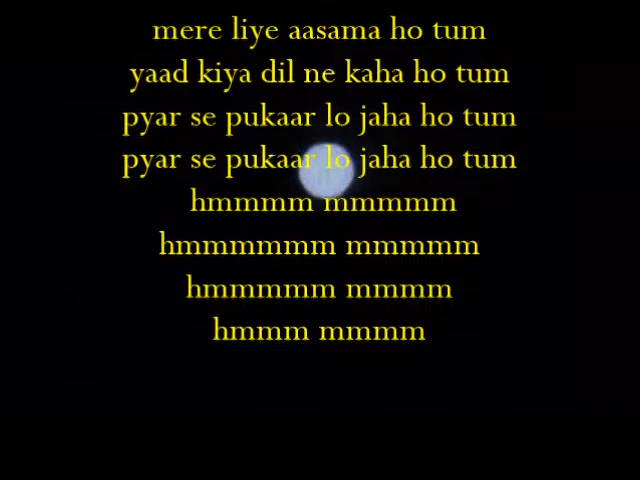 mere liye aasama ho tum
yaad kiya dil ne kaha ho tum
pyar se pukaar lo jaha ho tum
pyar se pukaar lo jaha ho tum
hmmmm mmmmm
hmmmmmm mmmmm
hmmmmm mmmm
hmmm mmmm